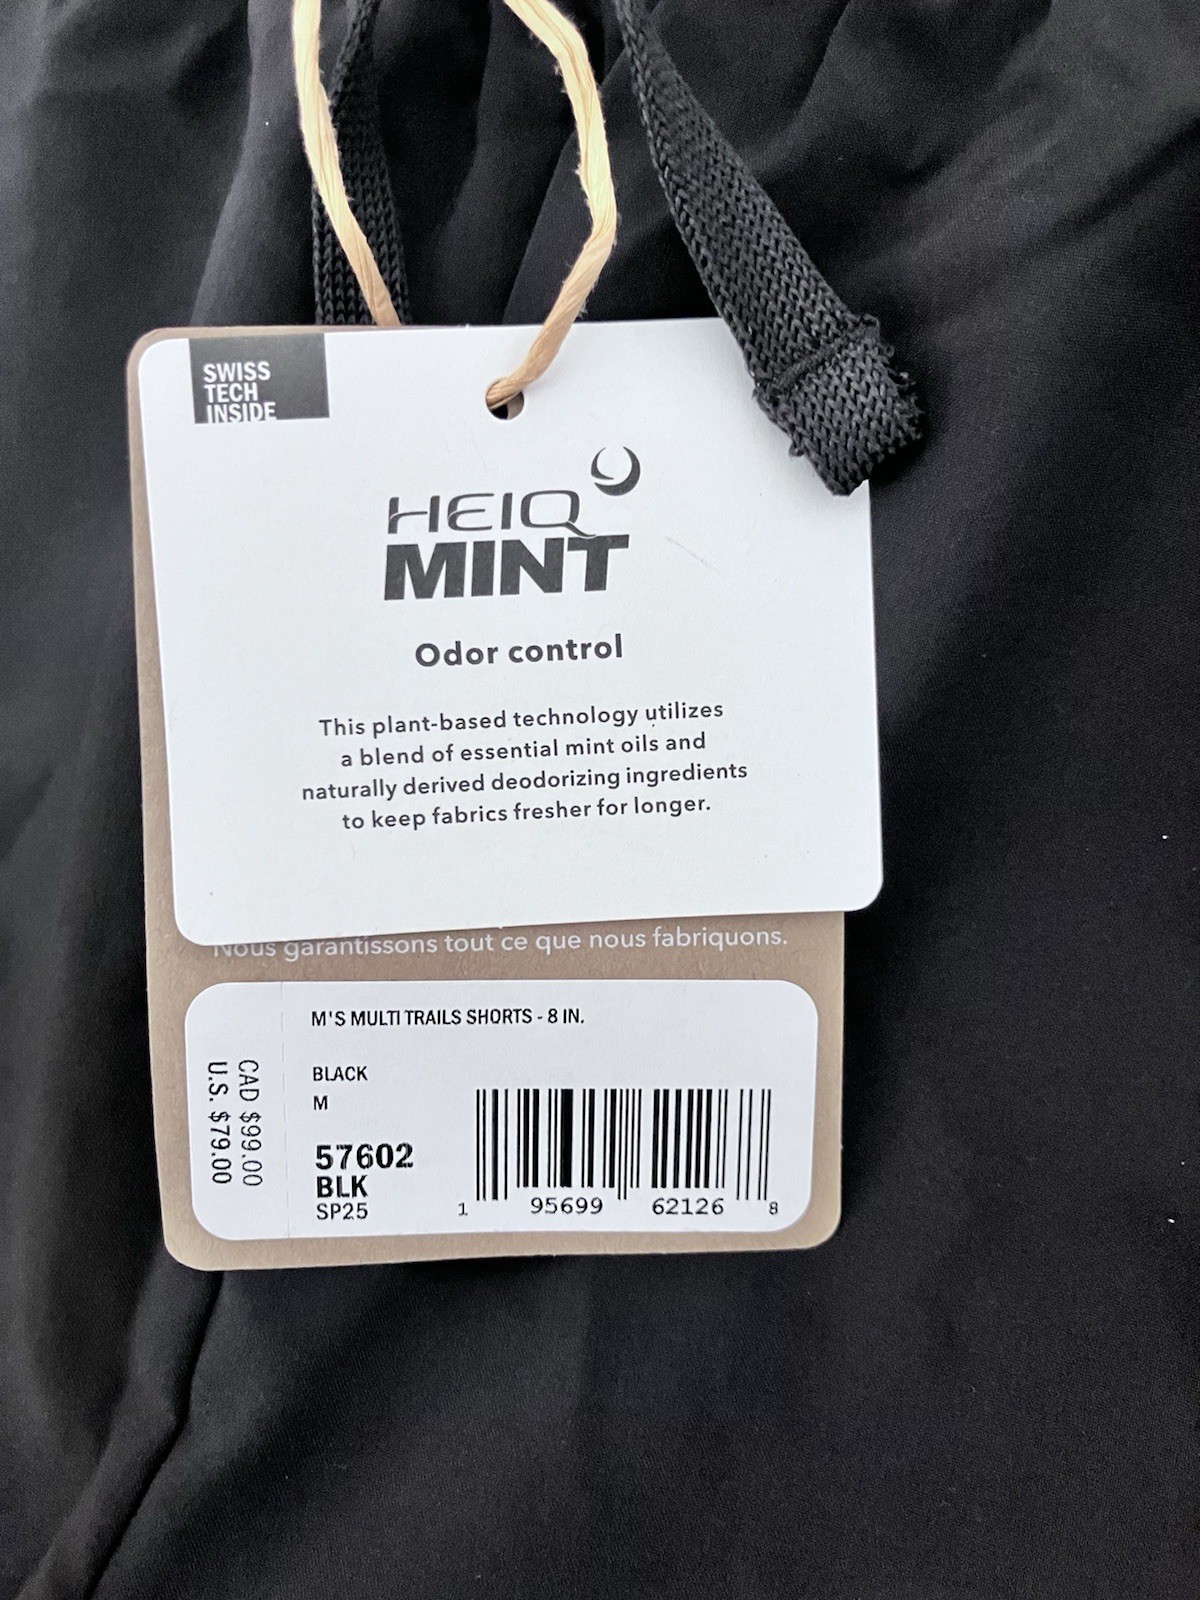 SWISS
TECH
INSIDE
HEIQ
MINT
Odor control
This plant-based technology utilizes
a blend of essential mint oils and
naturally derived deodorizing ingredients
to keep fabrics fresher for longer.
Nous garantissons tout ce que nous fabriquons.
M'S MULTI TRAILS SHORTS - 8 IN.
BLACK
M
57602
BLK
SP25
CAD $99.00
U.S. $79.00
1 95699 62126 8